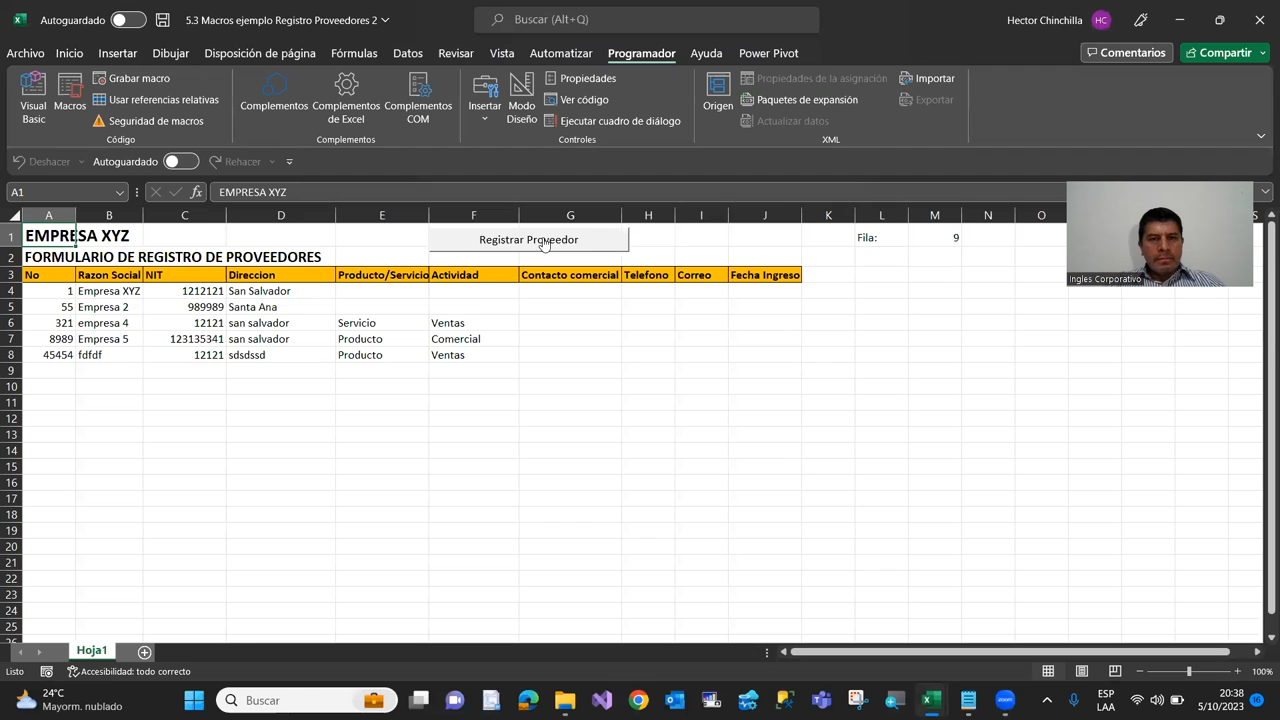 Autoguardado
5.3 Macros ejemplo Registro Proveedores 2
Buscar (Alt+Q)
Hector Chinchilla
HC
Archivo Inicio Insertar Dibujar Disposición de página Fórmulas Datos Revisar Vista Automatizar Programador Ayuda Power Pivot
Comentarios
Compartir
Visual Basic
Macros
Grabar macro
Usar referencias relativas
Seguridad de macros
Código
Complementos
Complementos de Excel
Complementos COM
Complementos
Insertar
Modo Diseño
Propiedades
Ver código
Ejecutar cuadro de diálogo
Controles
Origen
Propiedades de la asignación
Paquetes de expansión
Actualizar datos
Importar
Exportar
XML
Deshacer Autoguardado Rehacer
A1 fx EMPRESA XYZ
A B C D E F G H I J K L M N O S
1 EMPRESA XYZ Registrar Proveedor Fila: 9
2 FORMULARIO DE REGISTRO DE PROVEEDORES
3 No Razon Social NIT Direccion Producto/Servicio Actividad Contacto comercial Telefono Correo Fecha Ingreso
4 1 Empresa XYZ 1212121 San Salvador
5 55 Empresa 2 989989 Santa Ana
6 321 empresa 4 12121 san salvador Servicio Ventas
7 8989 Empresa 5 123135341 san salvador Producto Comercial
8 45454 fdfdf 12121 sdsdssd Producto Ventas
9
10
11
12
13
14
15
16
17
18
19
20
21
22
23
24
25
26
Ingles Corporativo
Hoja1
Listo
Accesibilidad: todo correcto
100%
24°C
Mayorm. nublado
Buscar
ESP
LAA
20:38
5/10/2023
16